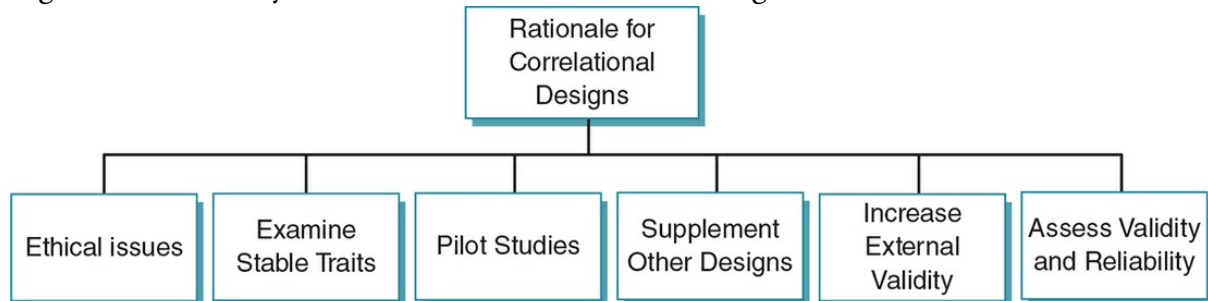 Rationale for
Correlational
Designs
Ethical issues
Examine
Stable Traits
Pilot Studies
Supplement
Other Designs
Increase
External
Validity
Assess Validity
and Reliability